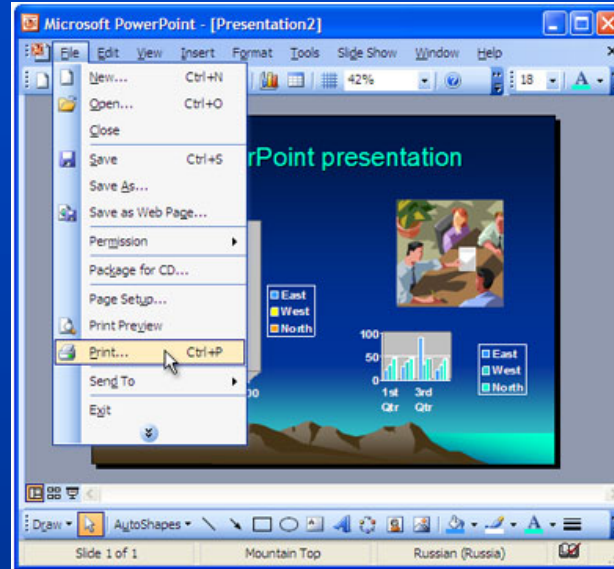 Microsoft PowerPoint - [Presentation2]
File Edit View Insert Format Tools Slide Show Window Help
42% 18 A
New... Ctrl+N
Open... Ctrl+O
Close
Save Ctrl+S
Save As...
Save as Web Page...
Permission
Package for CD...
Page Setup...
Print Preview
Print... Ctrl+P
Send To
Exit
rPoint presentation
East
West
North
00
100
50
0
1st 3rd
Qtr Qtr
East
West
North
Draw AutoShapes A A
Slide 1 of 1 Mountain Top Russian (Russia)